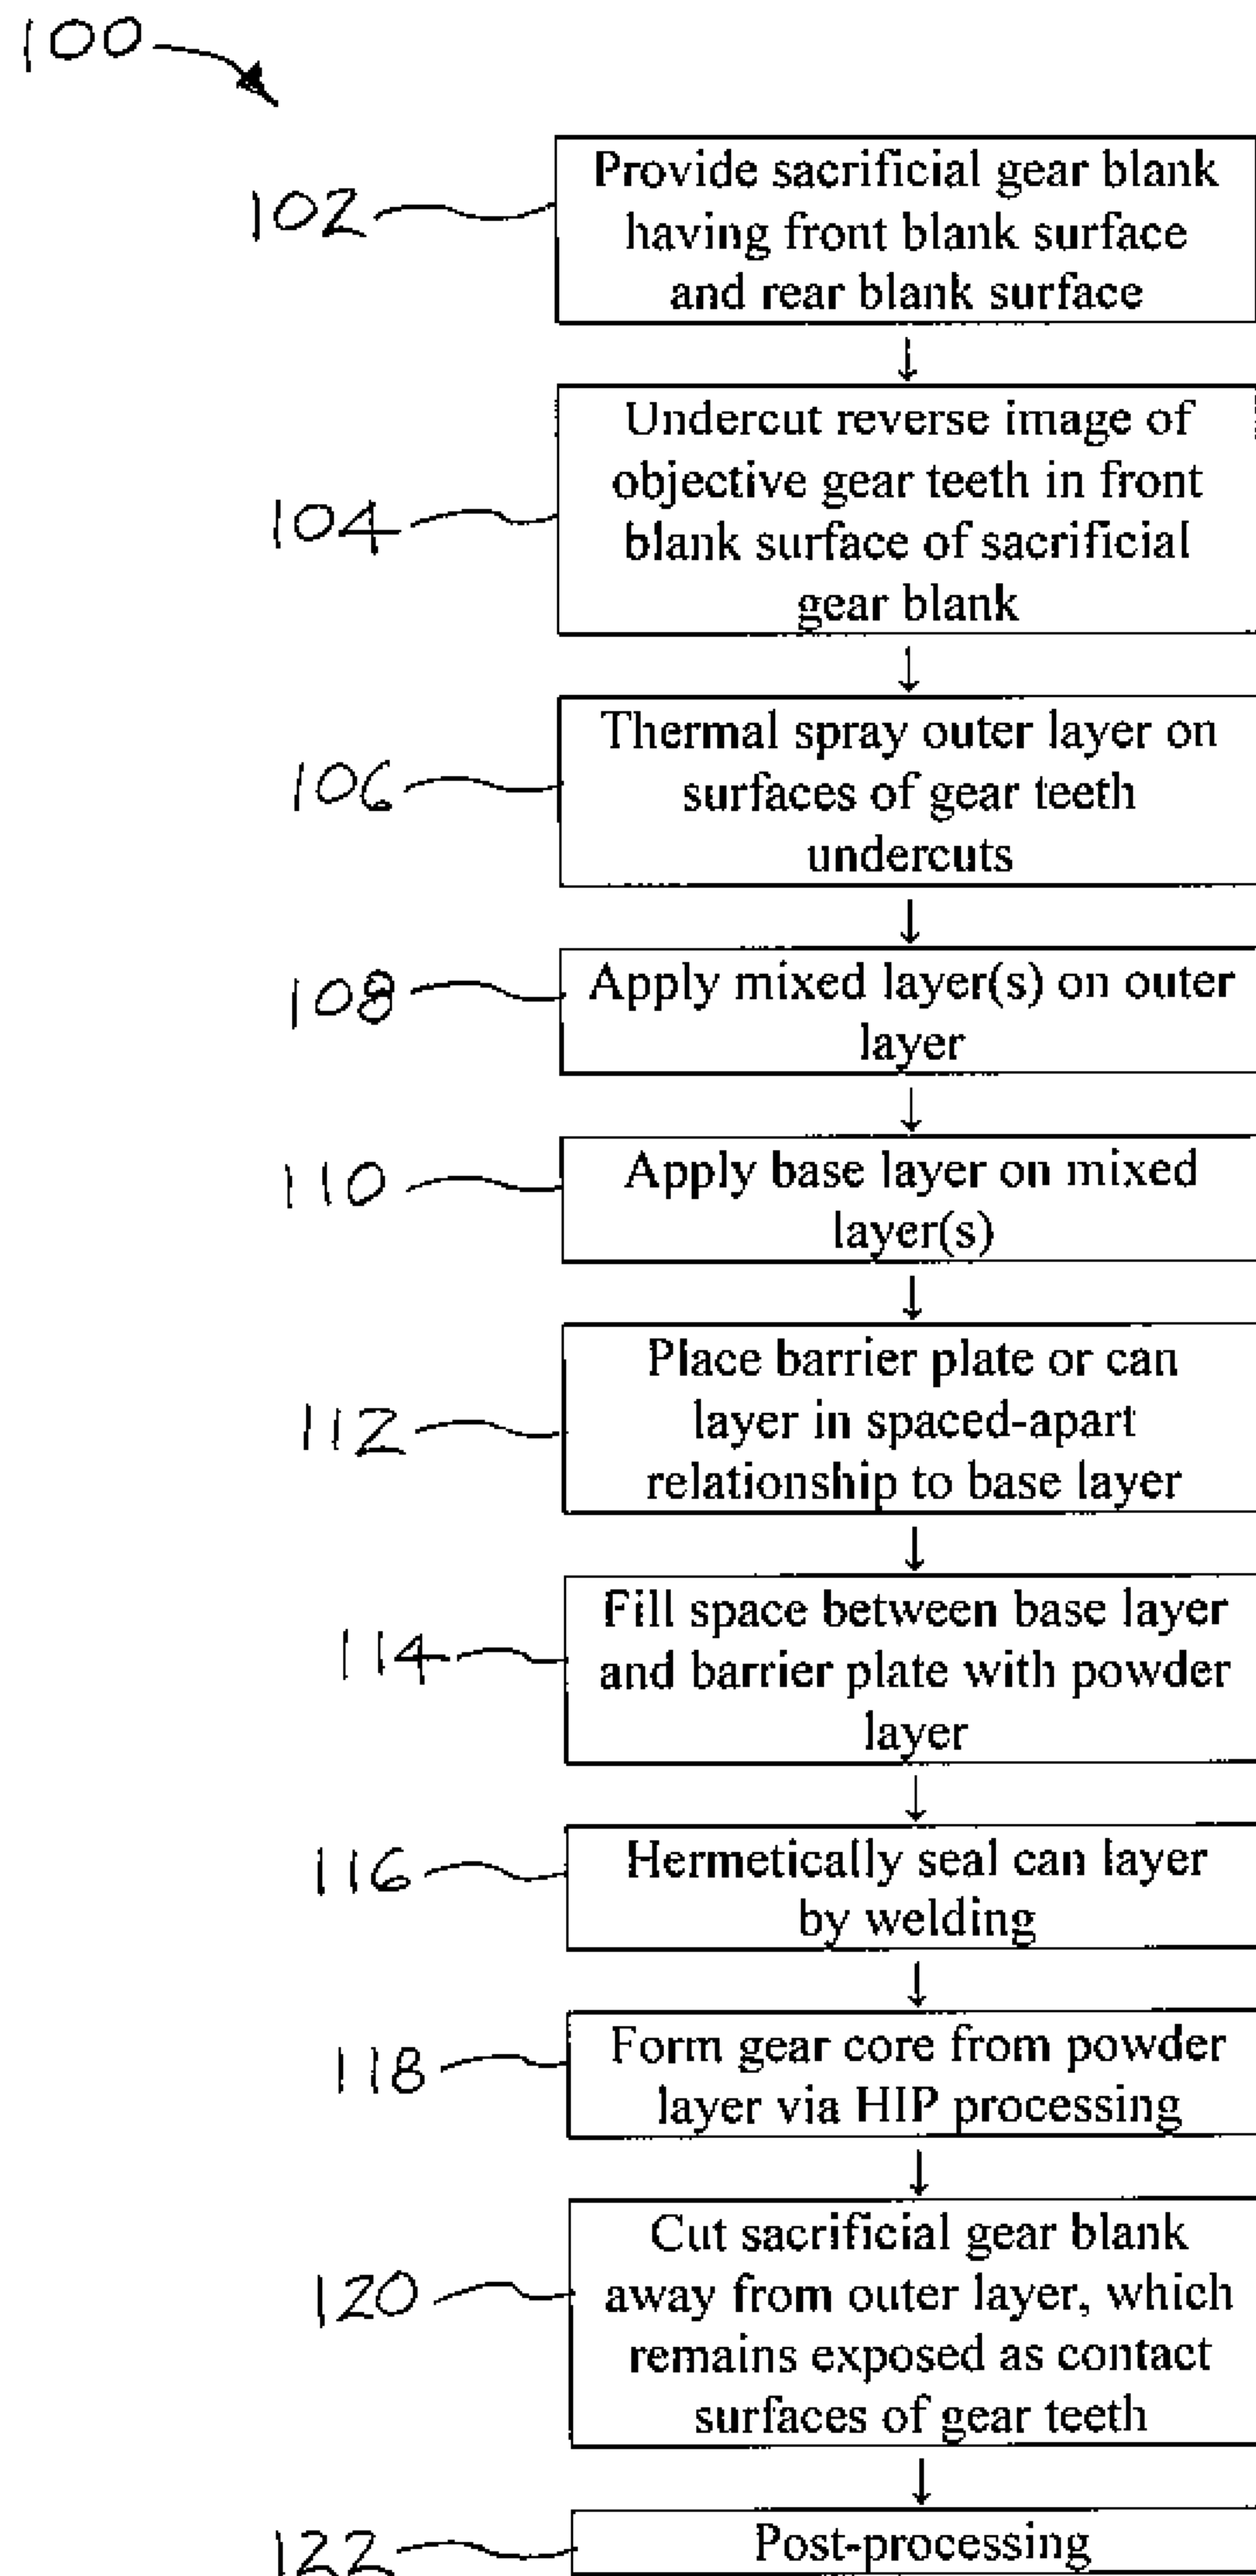 100
102
Provide sacrificial gear blank
having front blank surface
and rear blank surface
104
Undercut reverse image of
objective gear teeth in front
blank surface of sacrificial
gear blank
106
Thermal spray outer layer on
surfaces of gear teeth
undercuts
108
Apply mixed layer(s) on outer
layer
110
Apply base layer on mixed
layer(s)
112
Place barrier plate or can
layer in spaced-apart
relationship to base layer
114
Fill space between base layer
and barrier plate with powder
layer
116
Hermetically seal can layer
by welding
118
Form gear core from powder
layer via HIP processing
120
Cut sacrificial gear blank
away from outer layer, which
remains exposed as contact
surfaces of gear teeth
122
Post-processing